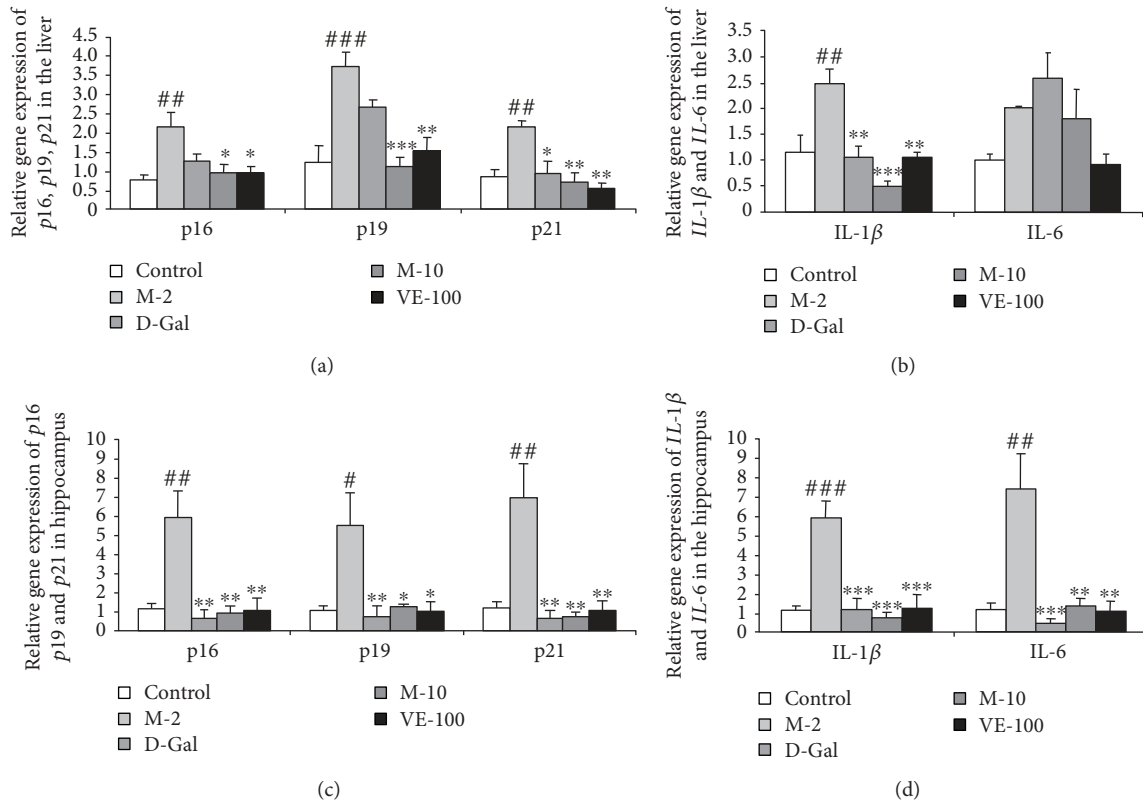 Relative gene expression of
p16, p19, p21 in the liver
4.5
4.0
3.5
3.0
2.5
2.0
1.5
1.0
0.5
0
##
*
*
###
***
**
##
*
**
**
p16
p19
p21
Control
M-2
D-Gal
M-10
VE-100
(a)
Relative gene expression of
IL-1β and IL-6 in the liver
3.5
3.0
2.5
2.0
1.5
1.0
0.5
0
##
**
***
**
IL-1β
IL-6
Control
M-2
D-Gal
M-10
VE-100
(b)
Relative gene expression of p16
p19 and p21 in hippocampus
10
9
8
7
6
5
4
3
2
1
0
##
**
**
**
#
**
*
*
##
**
**
**
p16
p19
p21
Control
M-2
D-Gal
M-10
VE-100
(c)
Relative gene expression of IL-1β
and IL-6 in the hippocampus
10
9
8
7
6
5
4
3
2
1
0
###
***
***
***
##
***
**
**
IL-1β
IL-6
Control
M-2
D-Gal
M-10
VE-100
(d)